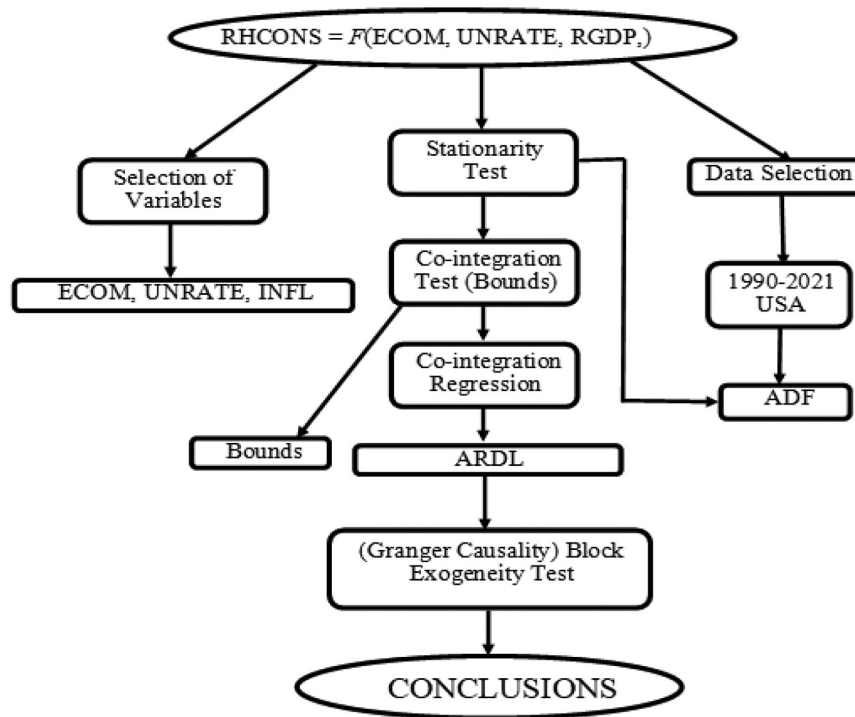 RHCONS = F(ECOM, UNRATE, RGDP,)
Selection of
Variables
Stationarity
Test
Data Selection
ECOM, UNRATE, INFL
Co-integration
Test (Bounds)
1990-2021
USA
Co-integration
Regression
ADF
Bounds
ARDL
(Granger Causality) Block
Exogeneity Test
CONCLUSIONS